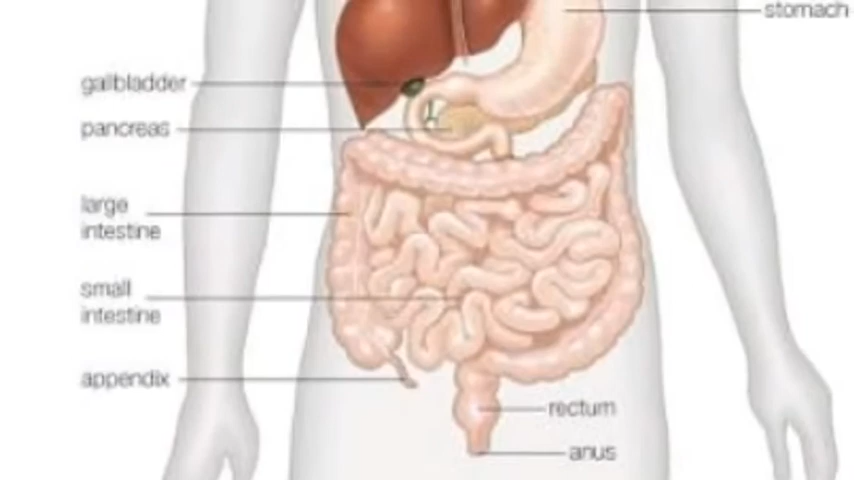 stomach
gallbladder
pancreas
large
intestine
small
intestine
appendix
rectum
anus